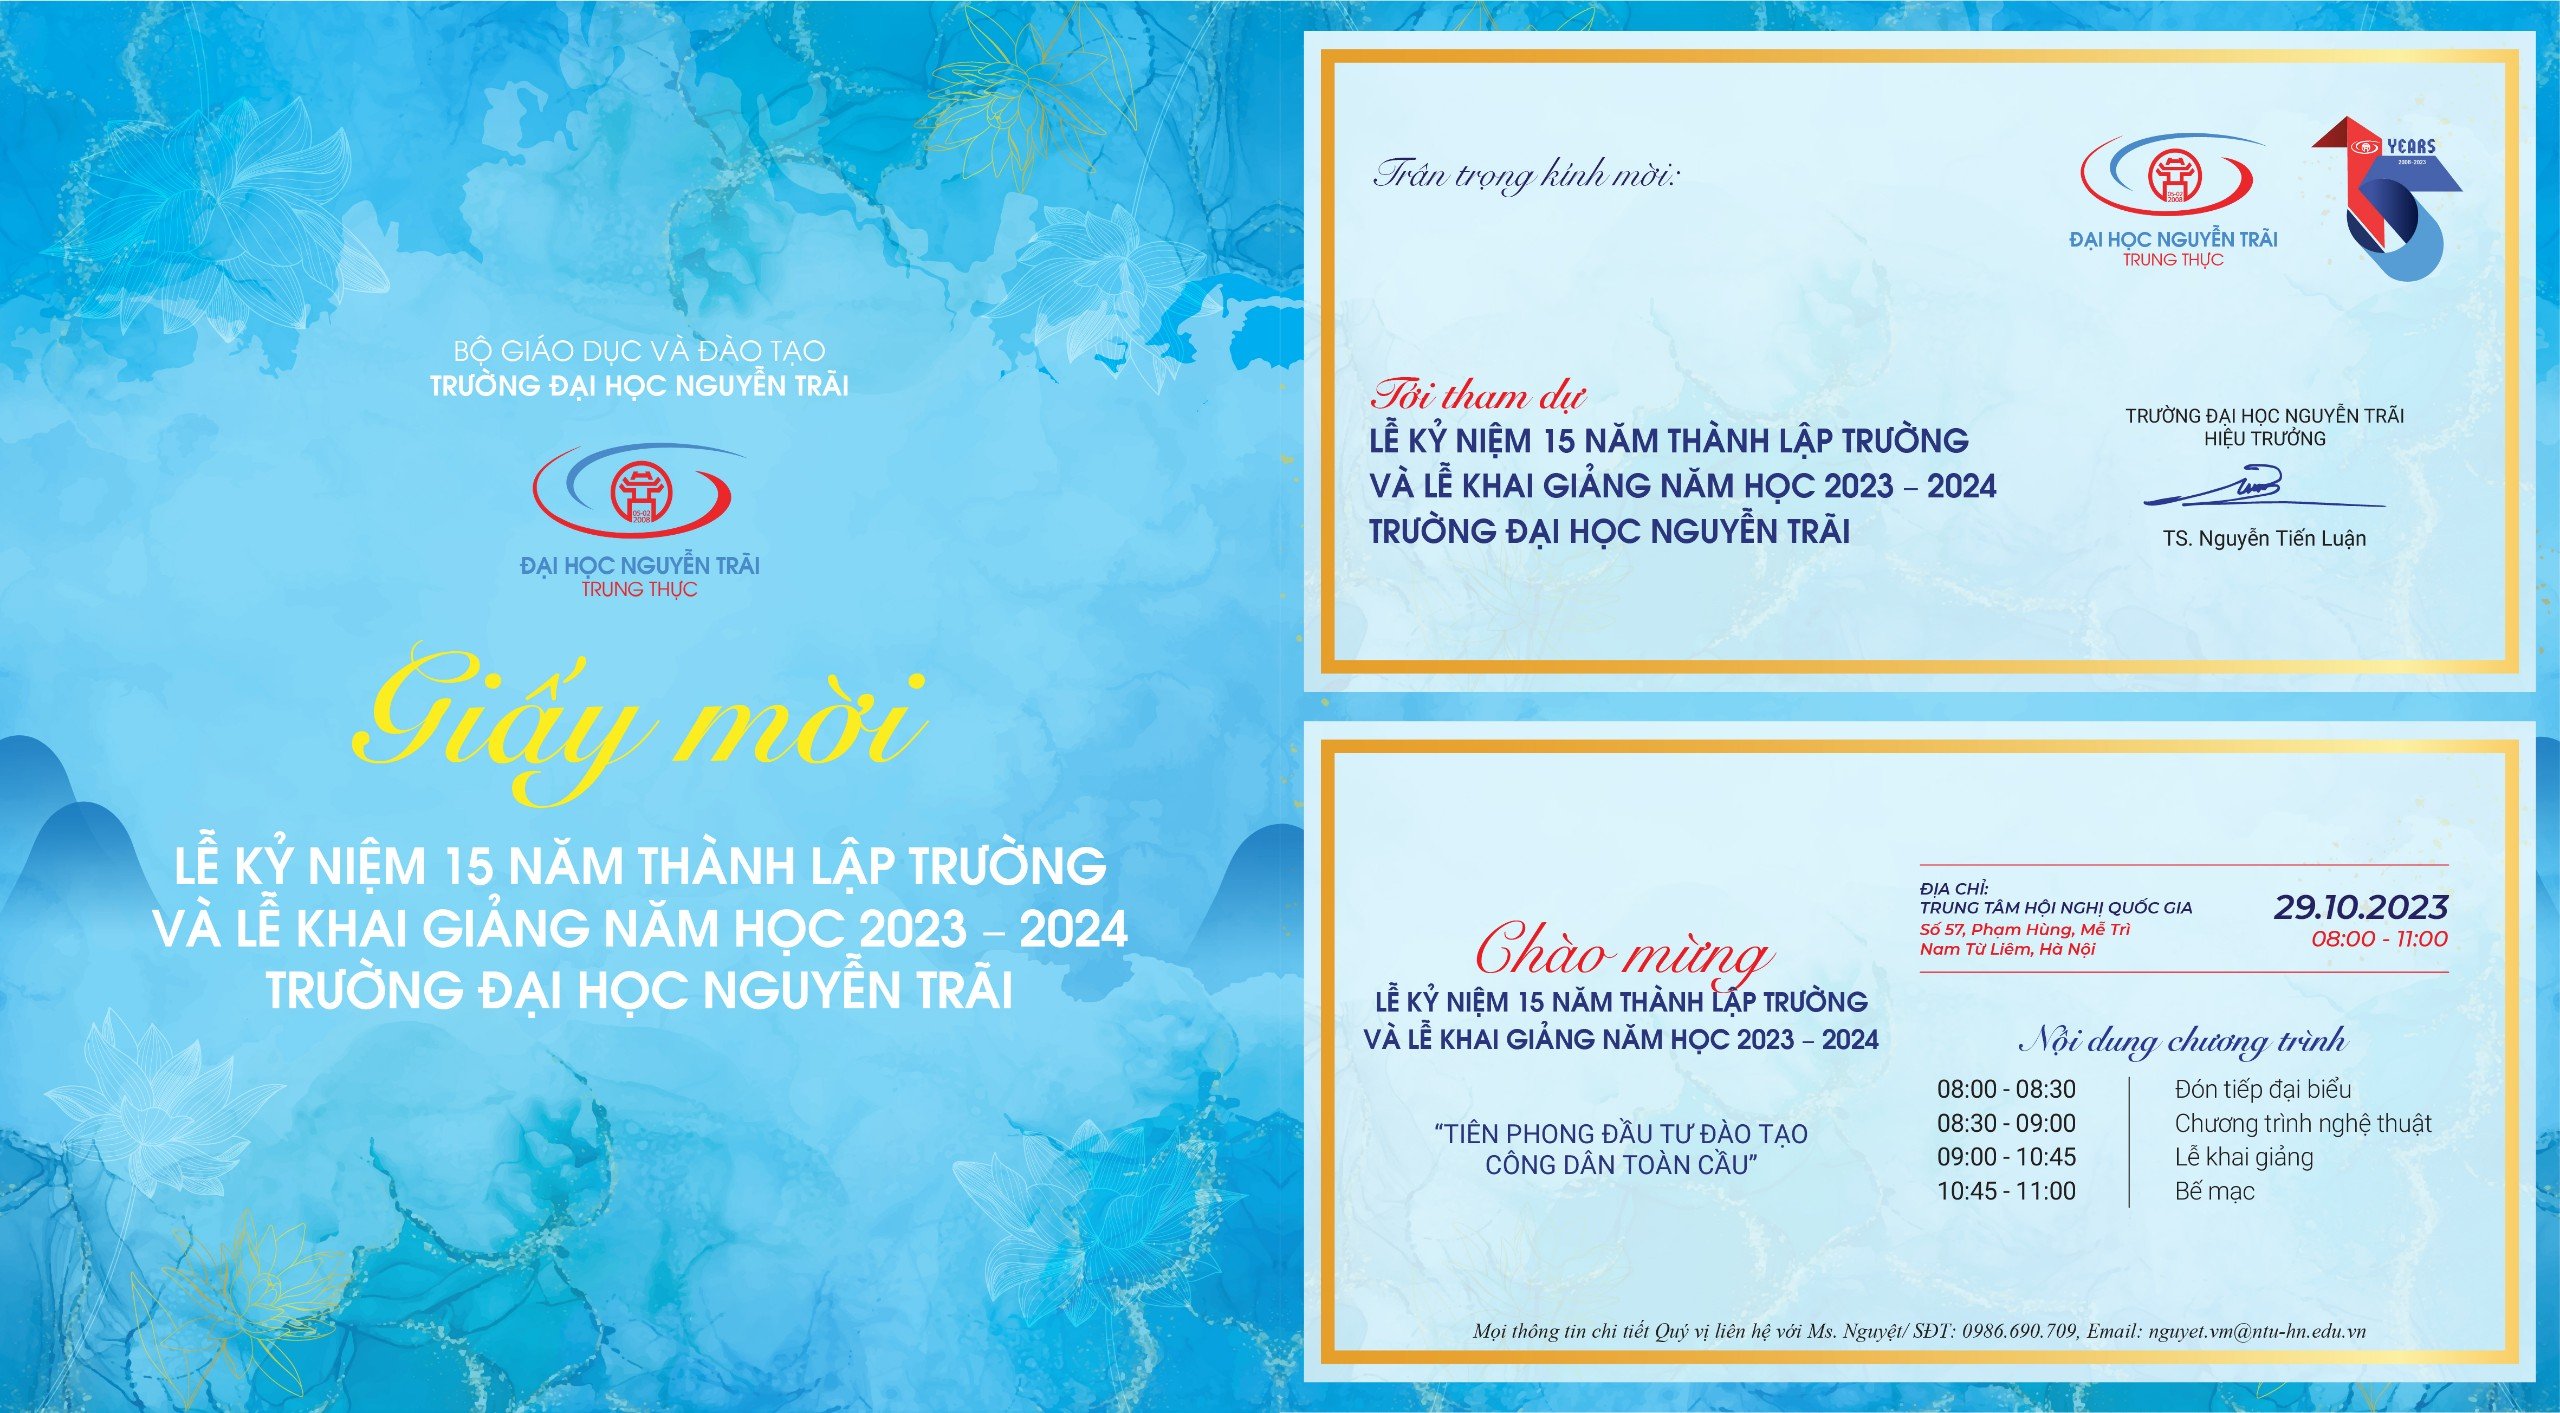 BỘ GIÁO DỤC VÀ ĐÀO TẠO
TRƯỜNG ĐẠI HỌC NGUYỄN TRÃI
05-02
2008
ĐẠI HỌC NGUYỄN TRÃI
TRUNG THỰC
Giấy mời
LỄ KỶ NIỆM 15 NĂM THÀNH LẬP TRƯỜNG
VÀ LỄ KHAI GIẢNG NĂM HỌC 2023 – 2024
TRƯỜNG ĐẠI HỌC NGUYỄN TRÃI
Trân trọng kính mời:
05-02
2008
ĐẠI HỌC NGUYỄN TRÃI
TRUNG THỰC
YEARS
2008-2023
Tới tham dự
LỄ KỶ NIỆM 15 NĂM THÀNH LẬP TRƯỜNG
VÀ LỄ KHAI GIẢNG NĂM HỌC 2023 – 2024
TRƯỜNG ĐẠI HỌC NGUYỄN TRÃI
TRƯỜNG ĐẠI HỌC NGUYỄN TRÃI
HIỆU TRƯỞNG
TS. Nguyễn Tiến Luận
Chào mừng
LỄ KỶ NIỆM 15 NĂM THÀNH LẬP TRƯỜNG
VÀ LỄ KHAI GIẢNG NĂM HỌC 2023 – 2024
“TIÊN PHONG ĐẦU TƯ ĐÀO TẠO
CÔNG DÂN TOÀN CẦU”
ĐỊA CHỈ:
TRUNG TÂM HỘI NGHỊ QUỐC GIA
Số 57, Phạm Hùng, Mễ Trì
Nam Từ Liêm, Hà Nội
29.10.2023
08:00 - 11:00
Nội dung chương trình
08:00 - 08:30 Đón tiếp đại biểu
08:30 - 09:00 Chương trình nghệ thuật
09:00 - 10:45 Lễ khai giảng
10:45 - 11:00 Bế mạc
Mọi thông tin chi tiết Quý vị liên hệ với Ms. Nguyệt/ SĐT: 0986.690.709, Email: nguyet.vm@ntu-hn.edu.vn